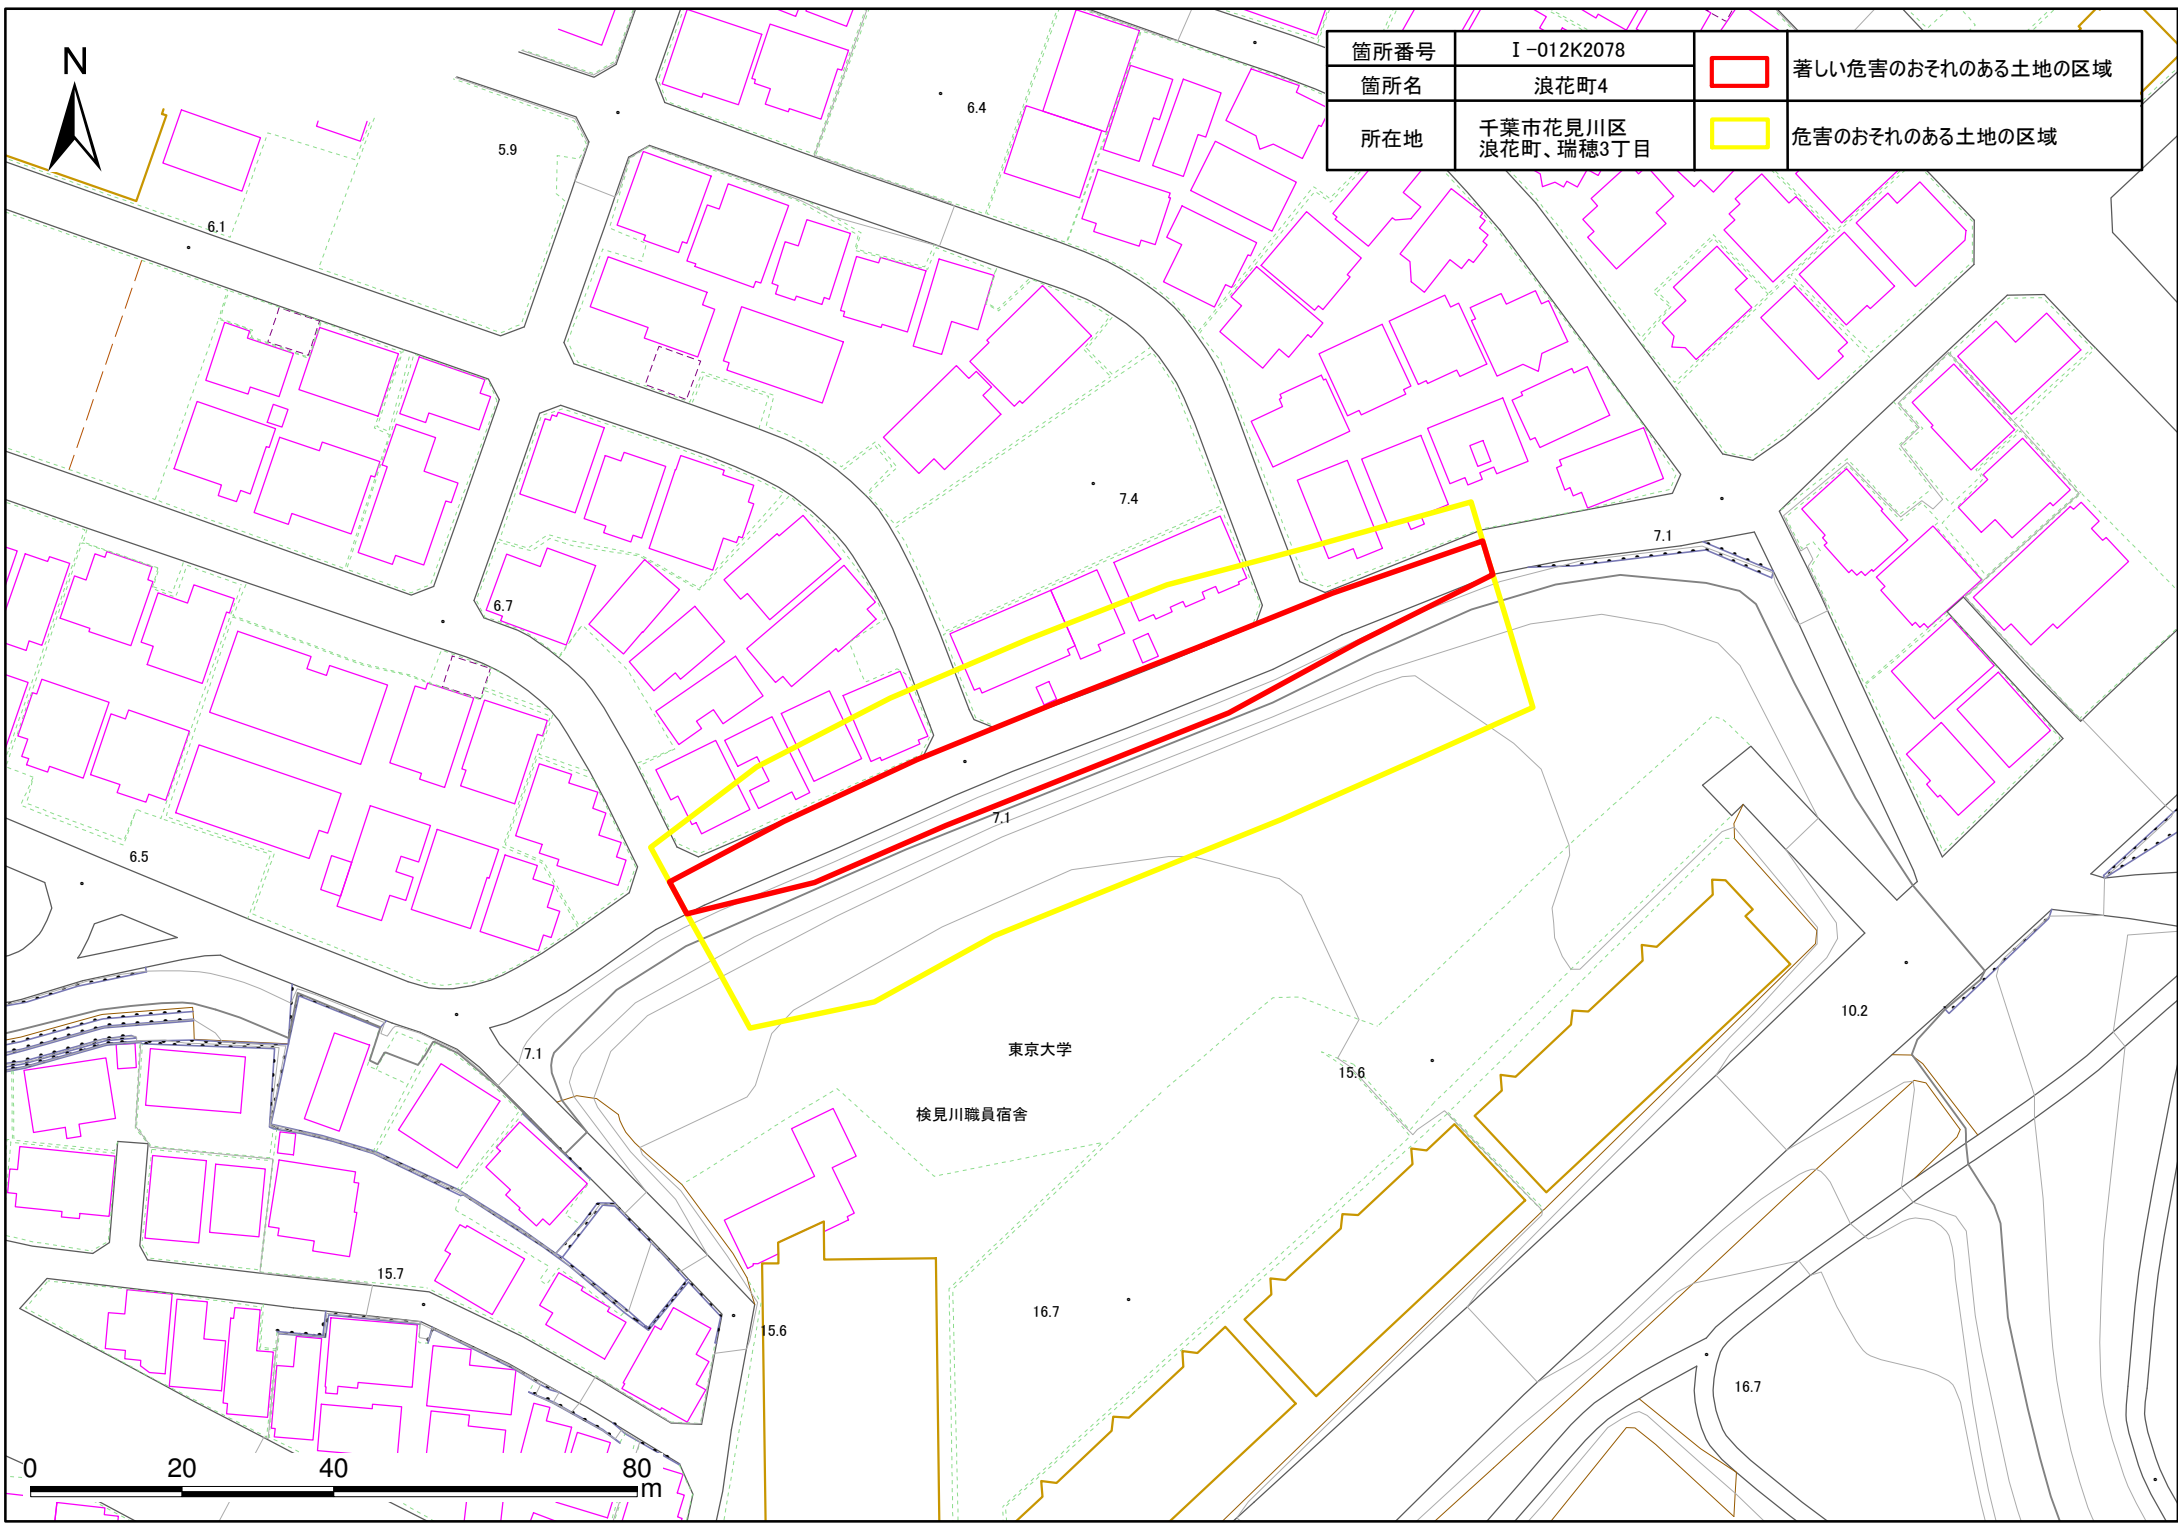 N
箇所番号
Ⅰ-012K2078
著しい危害のおそれのある土地の区域
箇所名
浪花町4
所在地
千葉市花見川区
浪花町、瑞穂3丁目
危害のおそれのある土地の区域
6.4
5.9
6.1
7.4
7.1
6.7
7.1
6.5
10.2
7.1
東京大学
15.6
検見川職員宿舎
15.7
16.7
15.6
16.7
0 20 40 80
m